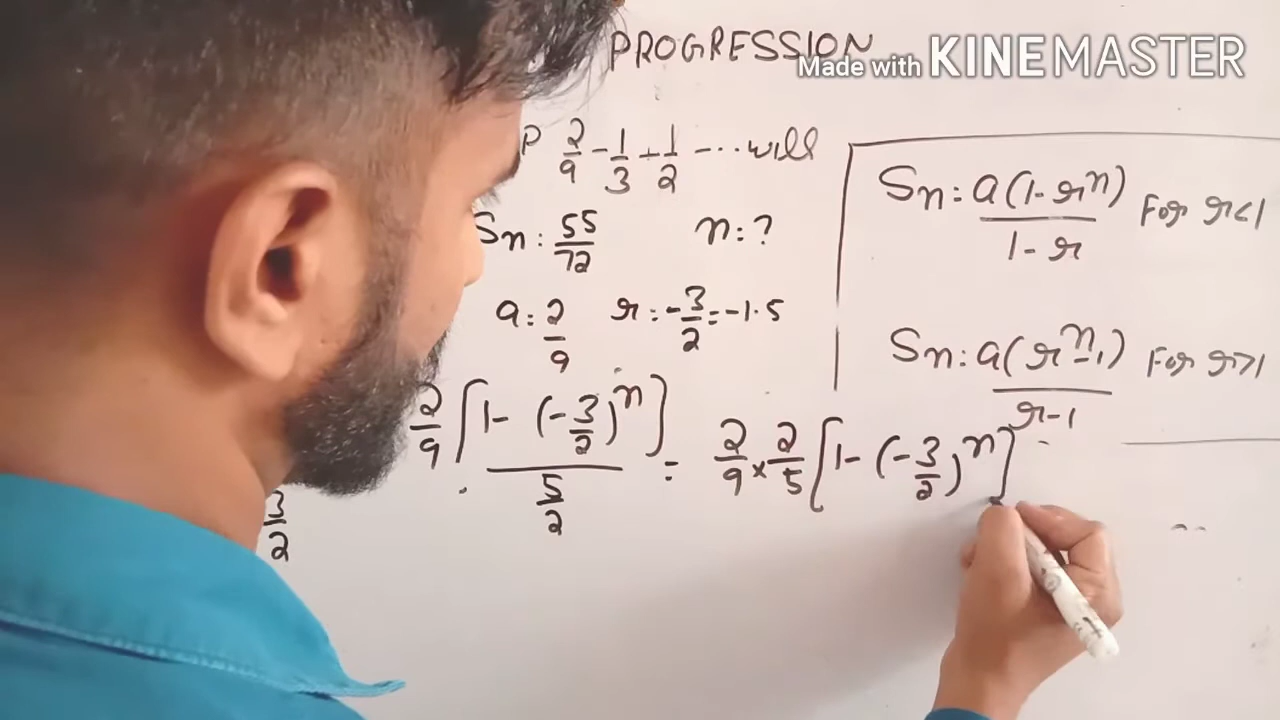 PROGRESSION
Made with KINEMASTER
P 2/9 - 1/3 + 1/2 --... will
Sn : 55/72 n : ?
a : 2/9 r : -3/2 = -1.5
2/9 [1 - (-3/2)^n] / 5/2 = 2/9 × 2/5 [1 - (-3/2)^n]
3/2
Sn : a(1 - r^n) / 1 - r For r<1
Sn : a(r^n - 1) / r - 1 For r>1